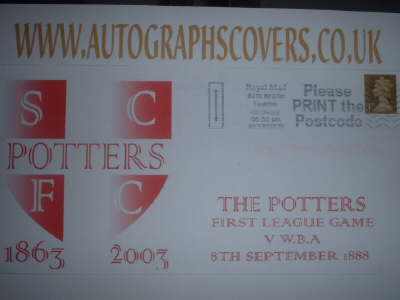 WWW.AUTOGRAPHSCOVERS.CO.UK
Royal Mail
Please
PRINT the
Postcode
S C
POTTERS
F C
1863 2003
THE POTTERS
FIRST LEAGUE GAME
V W.B.A
8TH SEPTEMBER 1888